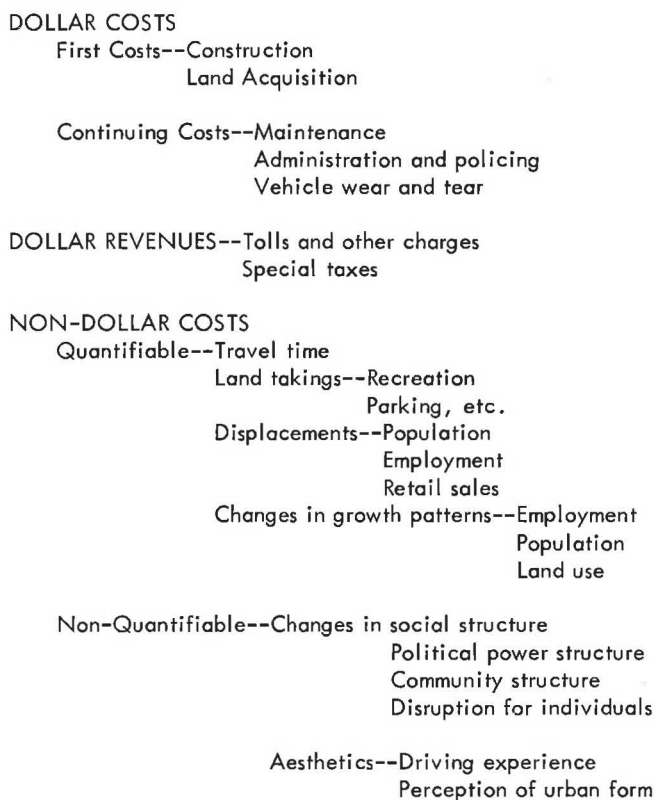 DOLLAR COSTS
First Costs--Construction
Land Acquisition
Continuing Costs--Maintenance
Administration and policing
Vehicle wear and tear
DOLLAR REVENUES--Tolls and other charges
Special taxes
NON-DOLLAR COSTS
Quantifiable--Travel time
Land takings--Recreation
Parking, etc.
Displacements--Population
Employment
Retail sales
Changes in growth patterns--Employment
Population
Land use
Non-Quantifiable--Changes in social structure
Political power structure
Community structure
Disruption for individuals
Aesthetics--Driving experience
Perception of urban form